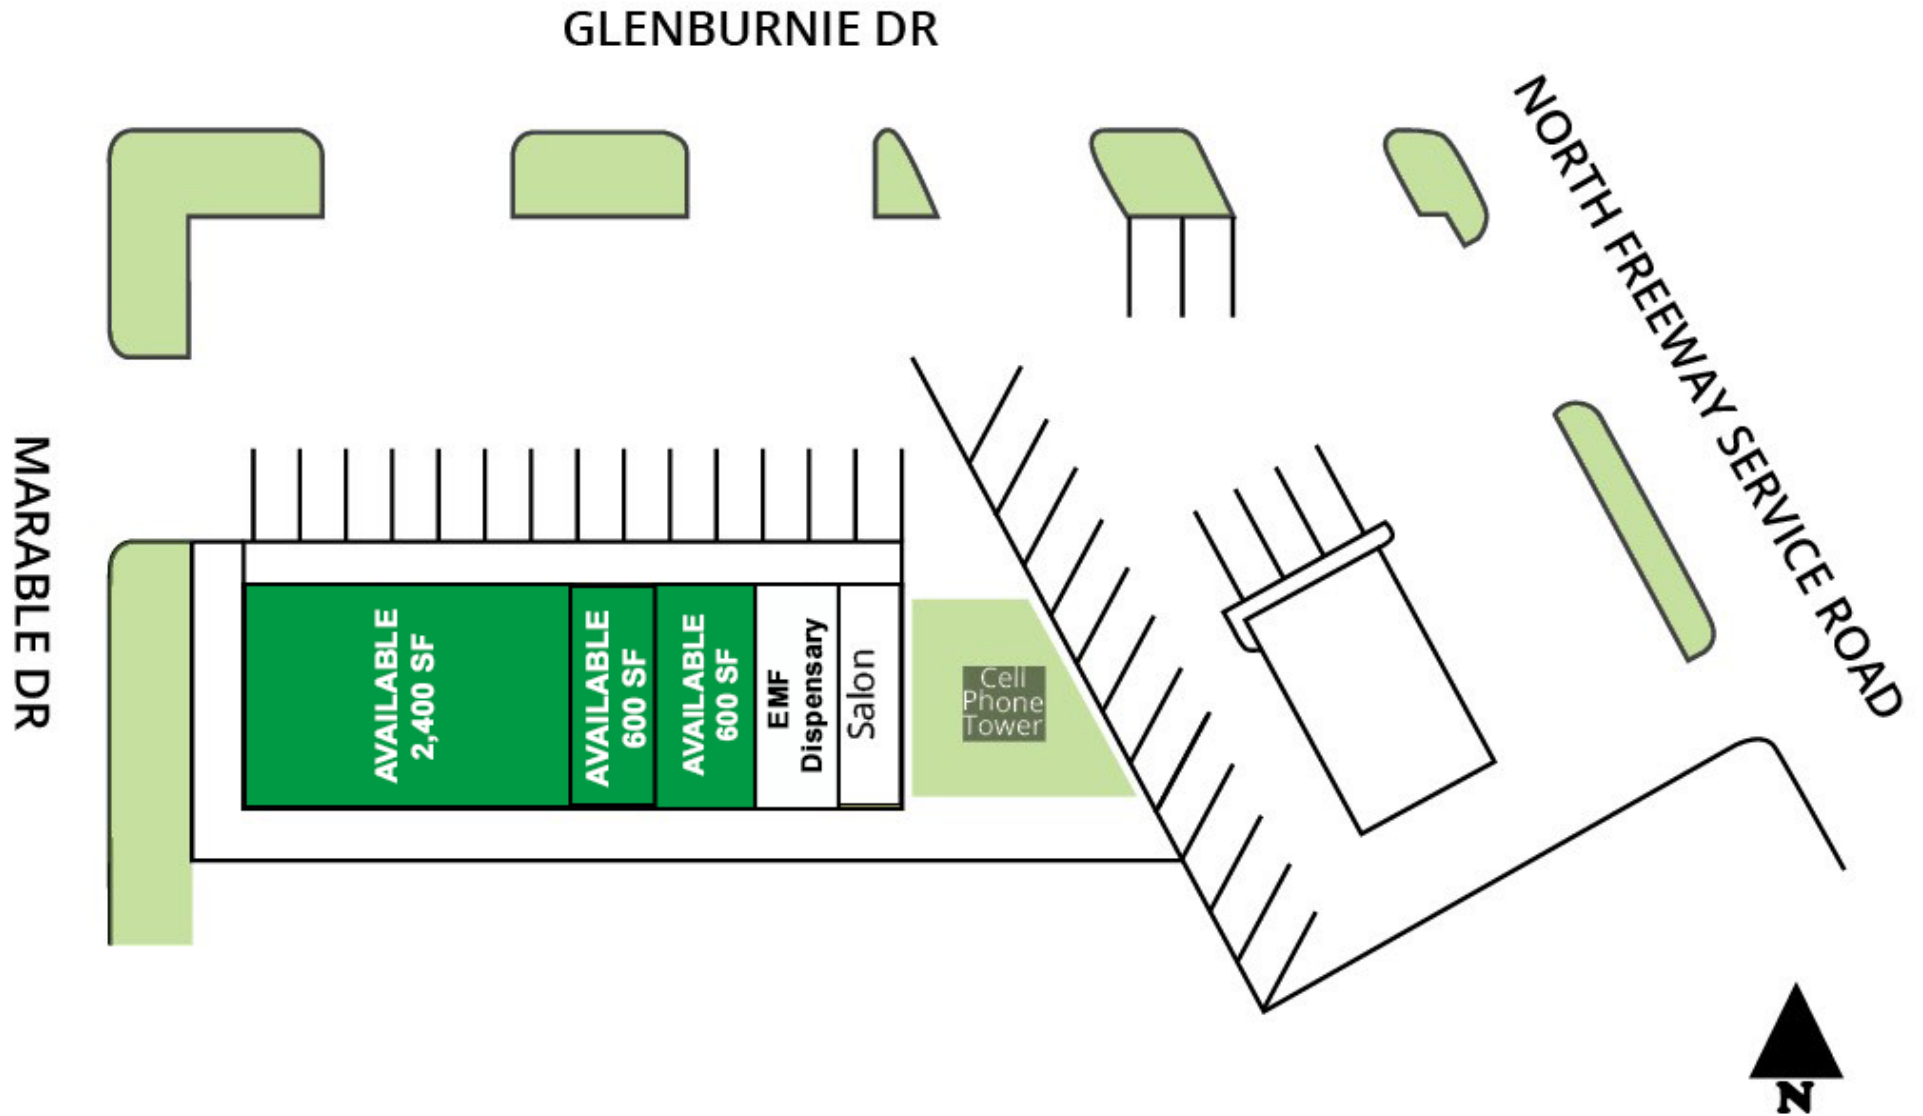 GLENBURNIE DR
NORTH FREEWAY SERVICE ROAD
MARABLE DR
AVAILABLE
2,400 SF
AVAILABLE
600 SF
AVAILABLE
600 SF
EMF
Dispensary
Salon
Cell
Phone
Tower
N